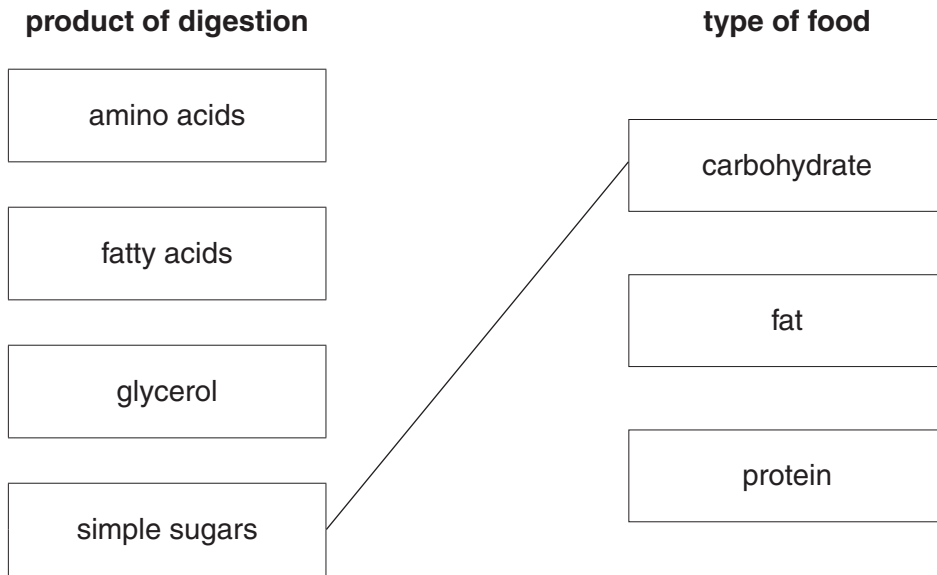 product of digestion
type of food
amino acids
carbohydrate
fatty acids
fat
glycerol
protein
simple sugars